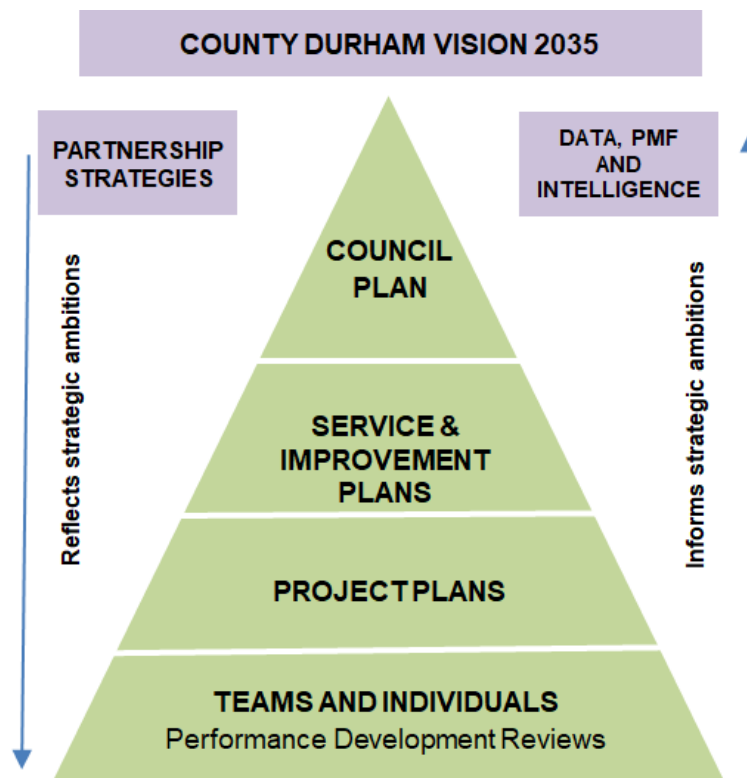 COUNTY DURHAM VISION 2035
PARTNERSHIP
STRATEGIES
DATA, PMF
AND
INTELLIGENCE
COUNCIL
PLAN
Reflects strategic ambitions
Informs strategic ambitions
SERVICE &
IMPROVEMENT
PLANS
PROJECT PLANS
TEAMS AND INDIVIDUALS
Performance Development Reviews